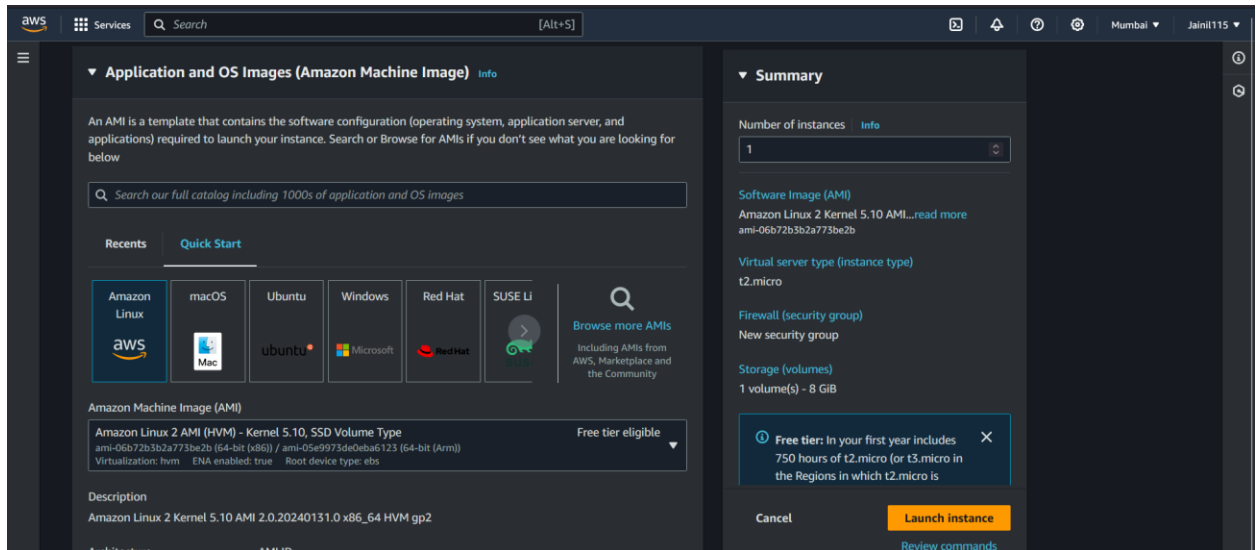 aws
Services
Search
[Alt+S]
Mumbai
Jainil115
Application and OS Images (Amazon Machine Image) Info
An AMI is a template that contains the software configuration (operating system, application server, and
applications) required to launch your instance. Search or Browse for AMIs if you don't see what you are looking for
below
Search our full catalog including 1000s of application and OS images
Recents
Quick Start
Amazon
Linux
aws
macOS
Mac
Ubuntu
ubuntu
Windows
Microsoft
Red Hat
Red Hat
SUSE Li
Browse more AMIs
Including AMIs from
AWS, Marketplace and
the Community
Amazon Machine Image (AMI)
Amazon Linux 2 AMI (HVM) - Kernel 5.10, SSD Volume Type
Free tier eligible
ami-06b72b3b2a773be2b (64-bit (x86)) / ami-05e9973de0eba6123 (64-bit (Arm))
Virtualization: hvm ENA enabled: true Root device type: ebs
Description
Amazon Linux 2 Kernel 5.10 AMI 2.0.20240131.0 x86_64 HVM gp2
Summary
Number of instances Info
1
Software Image (AMI)
Amazon Linux 2 Kernel 5.10 AMI...read more
ami-06b72b3b2a773be2b
Virtual server type (instance type)
t2.micro
Firewall (security group)
New security group
Storage (volumes)
1 volume(s) - 8 GiB
Free tier: In your first year includes
750 hours of t2.micro (or t3.micro in
the Regions in which t2.micro is
Cancel
Launch instance
Review commands